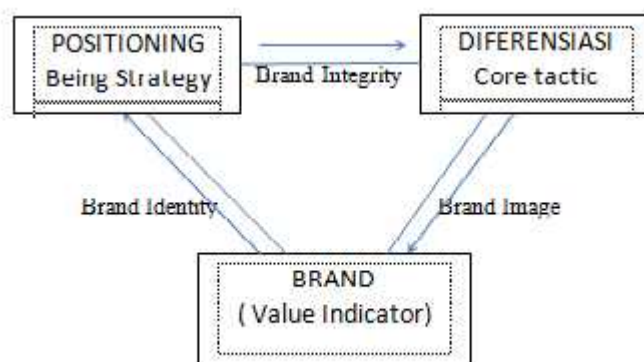 POSITIONING
Being Strategy
DIFERENSIASI
Core tactic
Brand Integrity
Brand Identity
Brand Image
BRAND
( Value Indicator)